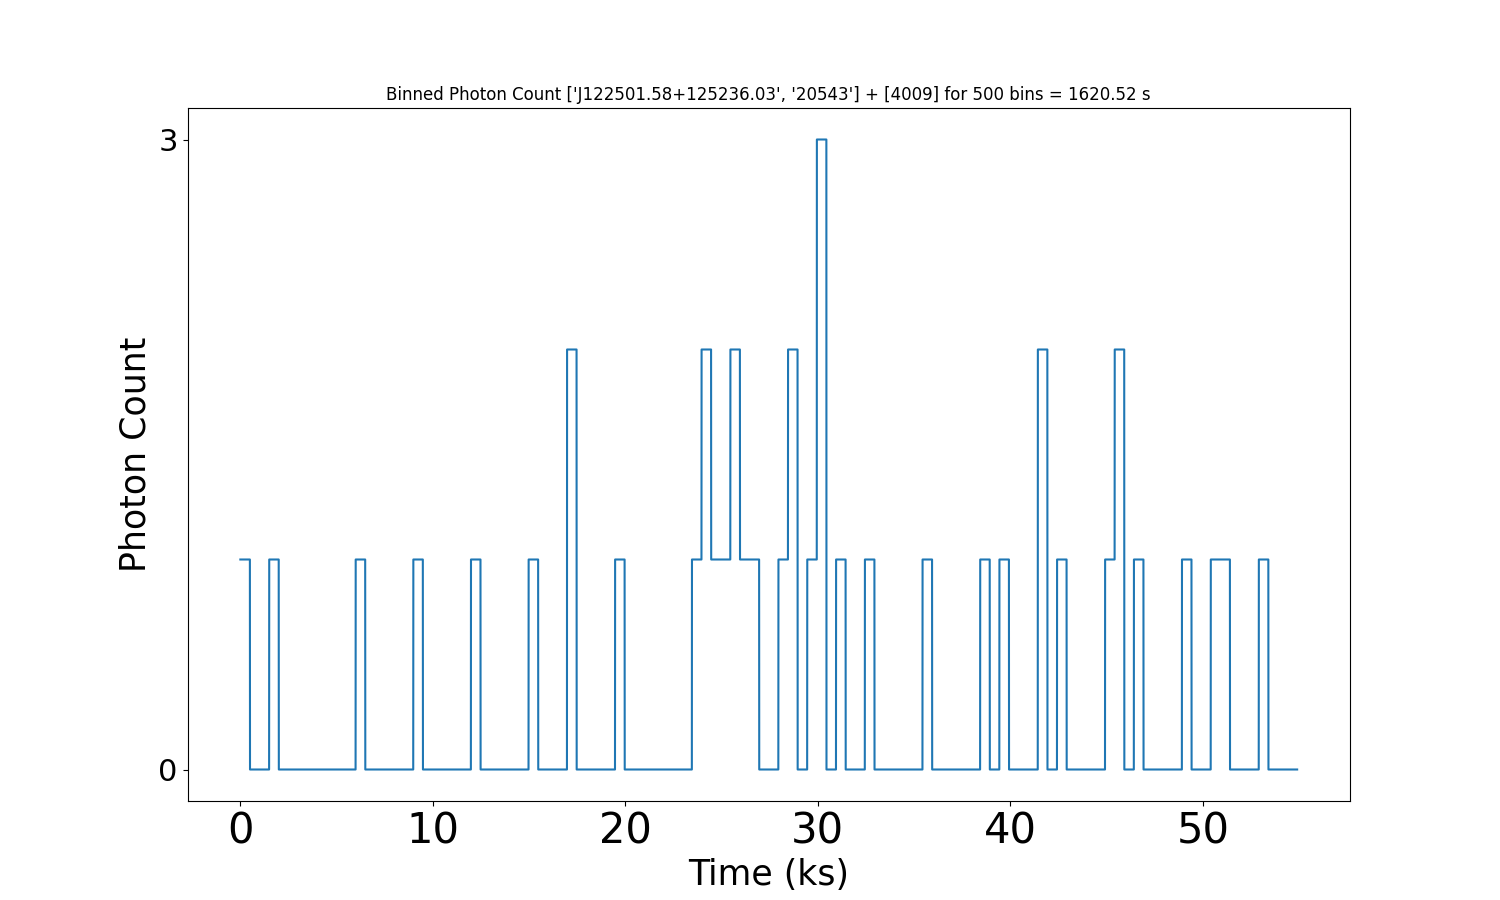 Binned Photon Count ['J122501.58+125236.03', '20543'] + [4009] for 500 bins = 1620.52 s
3
Photon Count
0
0 10 20 30 40 50
Time (ks)